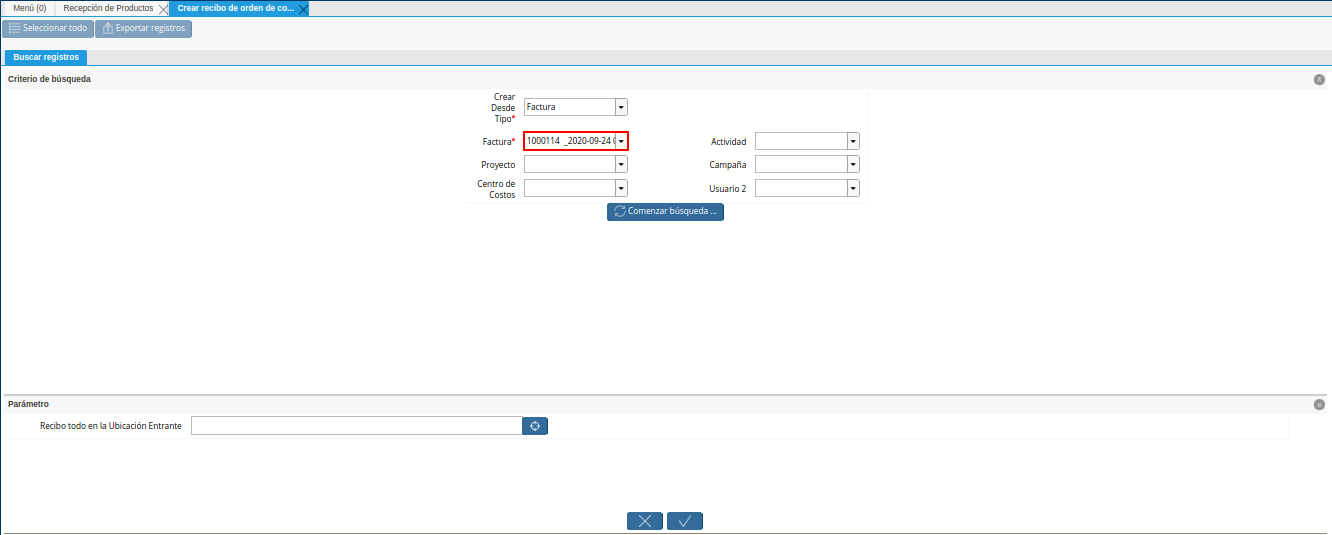 Menú (0) Recepción de Productos Crear recibo de orden de co...
Seleccionar todo Exportar registros
Buscar registros
Criterio de búsqueda
Crear
Desde
Tipo*
Factura
Factura* 1000114 _2020-09-24 Actividad
Proyecto Campaña
Centro de
Costos
Usuario 2
Comenzar búsqueda ...
Parámetro
Recibo todo en la Ubicación Entrante